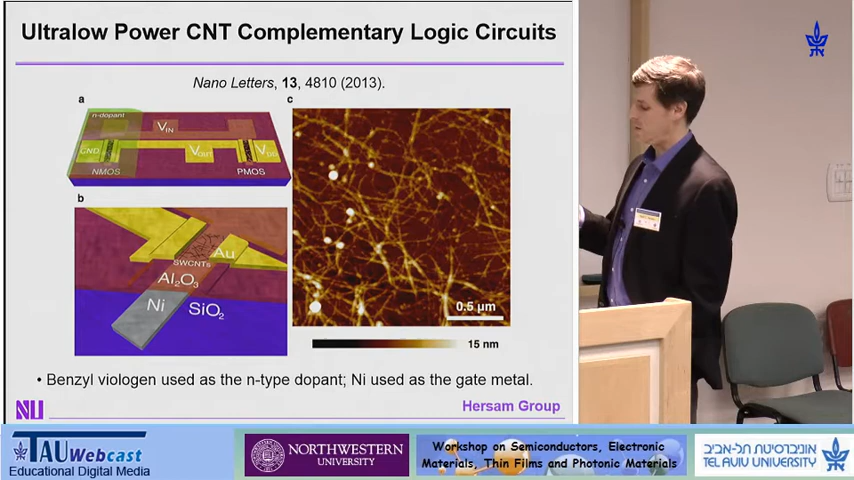 Ultralow Power CNT Complementary Logic Circuits
Nano Letters, 13, 4810 (2013).
a
n-dopant
VIN
GND
VOUT
VDD
NMOS
PMOS
b
Au
SWCNTs
Al2O3
Ni
SiO2
c
0.5 µm
15 nm
• Benzyl viologen used as the n-type dopant; Ni used as the gate metal.
NU
Hersam Group
TAU Webcast
Educational Digital Media
NORTHWESTERN
UNIVERSITY
Workshop on Semiconductors, Electronic
Materials, Thin Films and Photonic Materials
אוניברסיטת תל-אביב
TEL AVIV UNIVERSITY